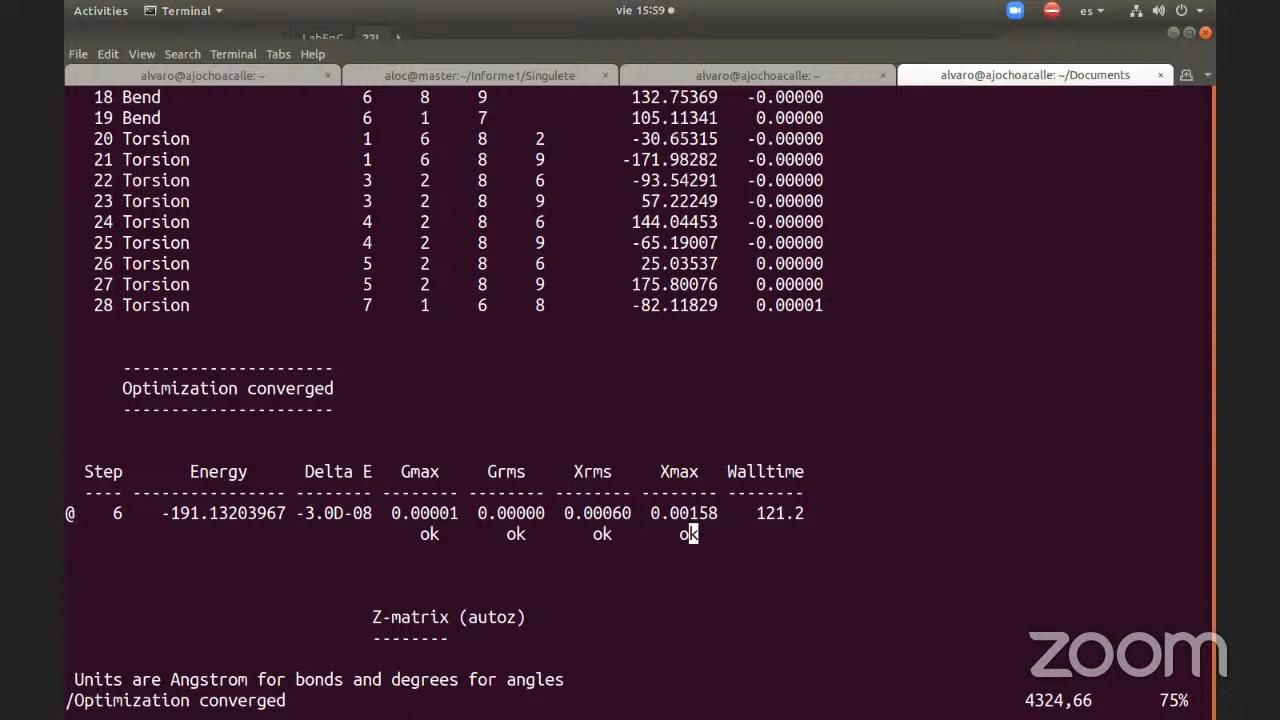 Activities Terminal vie 15:59 es
File Edit View Search Terminal Tabs Help
alvaro@ajochoacalle: ~ × aloc@master:~/Informe1/Singulete × alvaro@ajochoacalle: ~ × alvaro@ajochoacalle: ~/Documents ×
18 Bend 6 8 9 132.75369 -0.00000
19 Bend 6 1 7 105.11341 0.00000
20 Torsion 1 6 8 2 -30.65315 -0.00000
21 Torsion 1 6 8 9 -171.98282 -0.00000
22 Torsion 3 2 8 6 -93.54291 -0.00000
23 Torsion 3 2 8 9 57.22249 -0.00000
24 Torsion 4 2 8 6 144.04453 -0.00000
25 Torsion 4 2 8 9 -65.19007 -0.00000
26 Torsion 5 2 8 6 25.03537 0.00000
27 Torsion 5 2 8 9 175.80076 -0.00000
28 Torsion 7 1 6 8 -82.11829 0.00001
----------------------
Optimization converged
----------------------
Step Energy Delta E Gmax Grms Xrms Xmax Walltime
---- ---------------- -------- -------- -------- -------- -------- --------
@ 6 -191.13203967 -3.0D-08 0.00001 0.00000 0.00060 0.00158 121.2
ok ok ok ok
Z-matrix (autoz)
--------
Units are Angstrom for bonds and degrees for angles
/Optimization converged 4324,66 75%
zoom